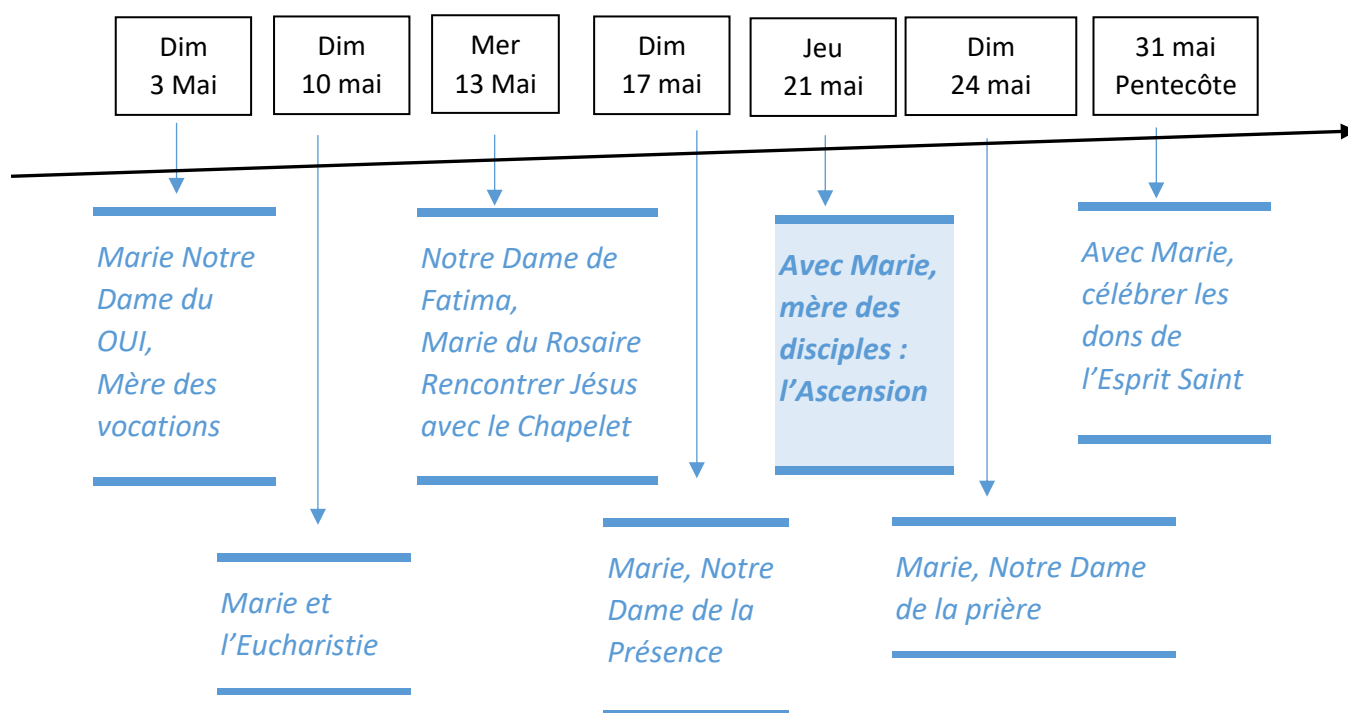 Dim
3 Mai
Dim
10 mai
Mer
13 Mai
Dim
17 mai
Jeu
21 mai
Dim
24 mai
31 mai
Pentecôte
Marie Notre
Dame du
OUI,
Mère des
vocations
Notre Dame de
Fatima,
Marie du Rosaire
Rencontrer Jésus
avec le Chapelet
Avec Marie,
mère des
disciples :
l’Ascension
Avec Marie,
célébrer les
dons de
l’Esprit Saint
Marie et
l’Eucharistie
Marie, Notre
Dame de la
Présence
Marie, Notre Dame
de la prière